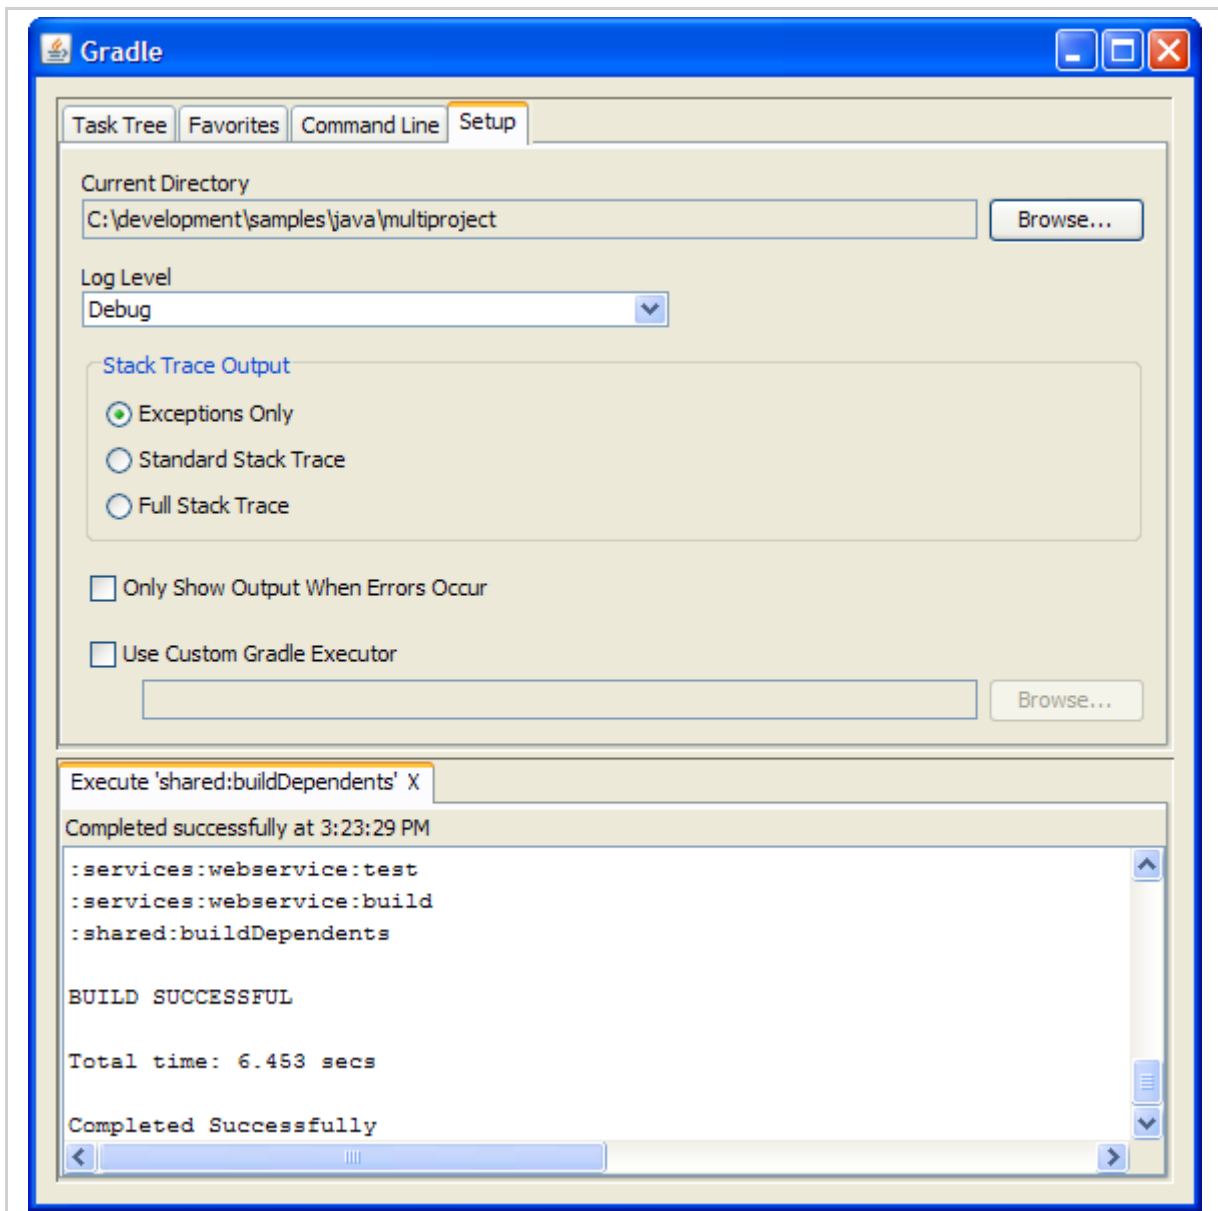 Gradle
Task Tree Favorites Command Line Setup
Current Directory
C:\development\samples\java\multiproject Browse...
Log Level
Debug
Stack Trace Output
Exceptions Only
Standard Stack Trace
Full Stack Trace
Only Show Output When Errors Occur
Use Custom Gradle Executor
Browse...
Execute 'shared:buildDependents' X
Completed successfully at 3:23:29 PM
:services:webservice:test
:services:webservice:build
:shared:buildDependents
BUILD SUCCESSFUL
Total time: 6.453 secs
Completed Successfully